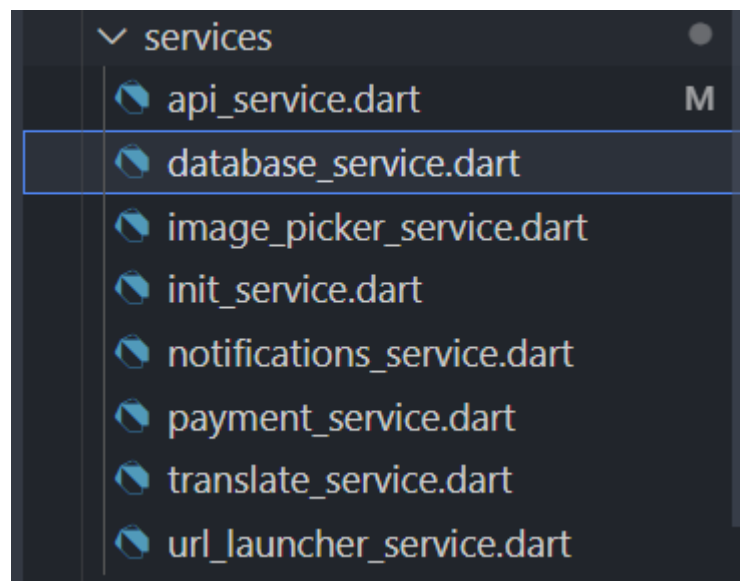 services
api_service.dart M
database_service.dart
image_picker_service.dart
init_service.dart
notifications_service.dart
payment_service.dart
translate_service.dart
url_launcher_service.dart